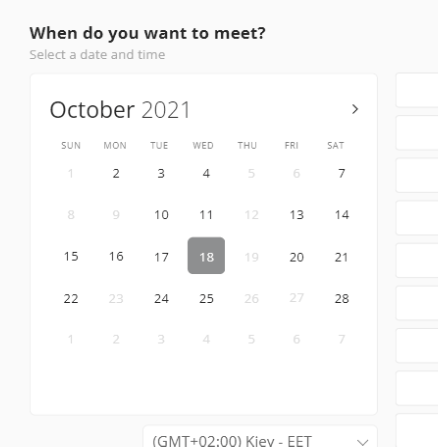 When do you want to meet?
Select a date and time
October 2021
SUN MON TUE WED THU FRI SAT
1 2 3 4 5 6 7
8 9 10 11 12 13 14
15 16 17 18 19 20 21
22 23 24 25 26 27 28
1 2 3 4 5 6 7
(GMT+02:00) Kiev - EET